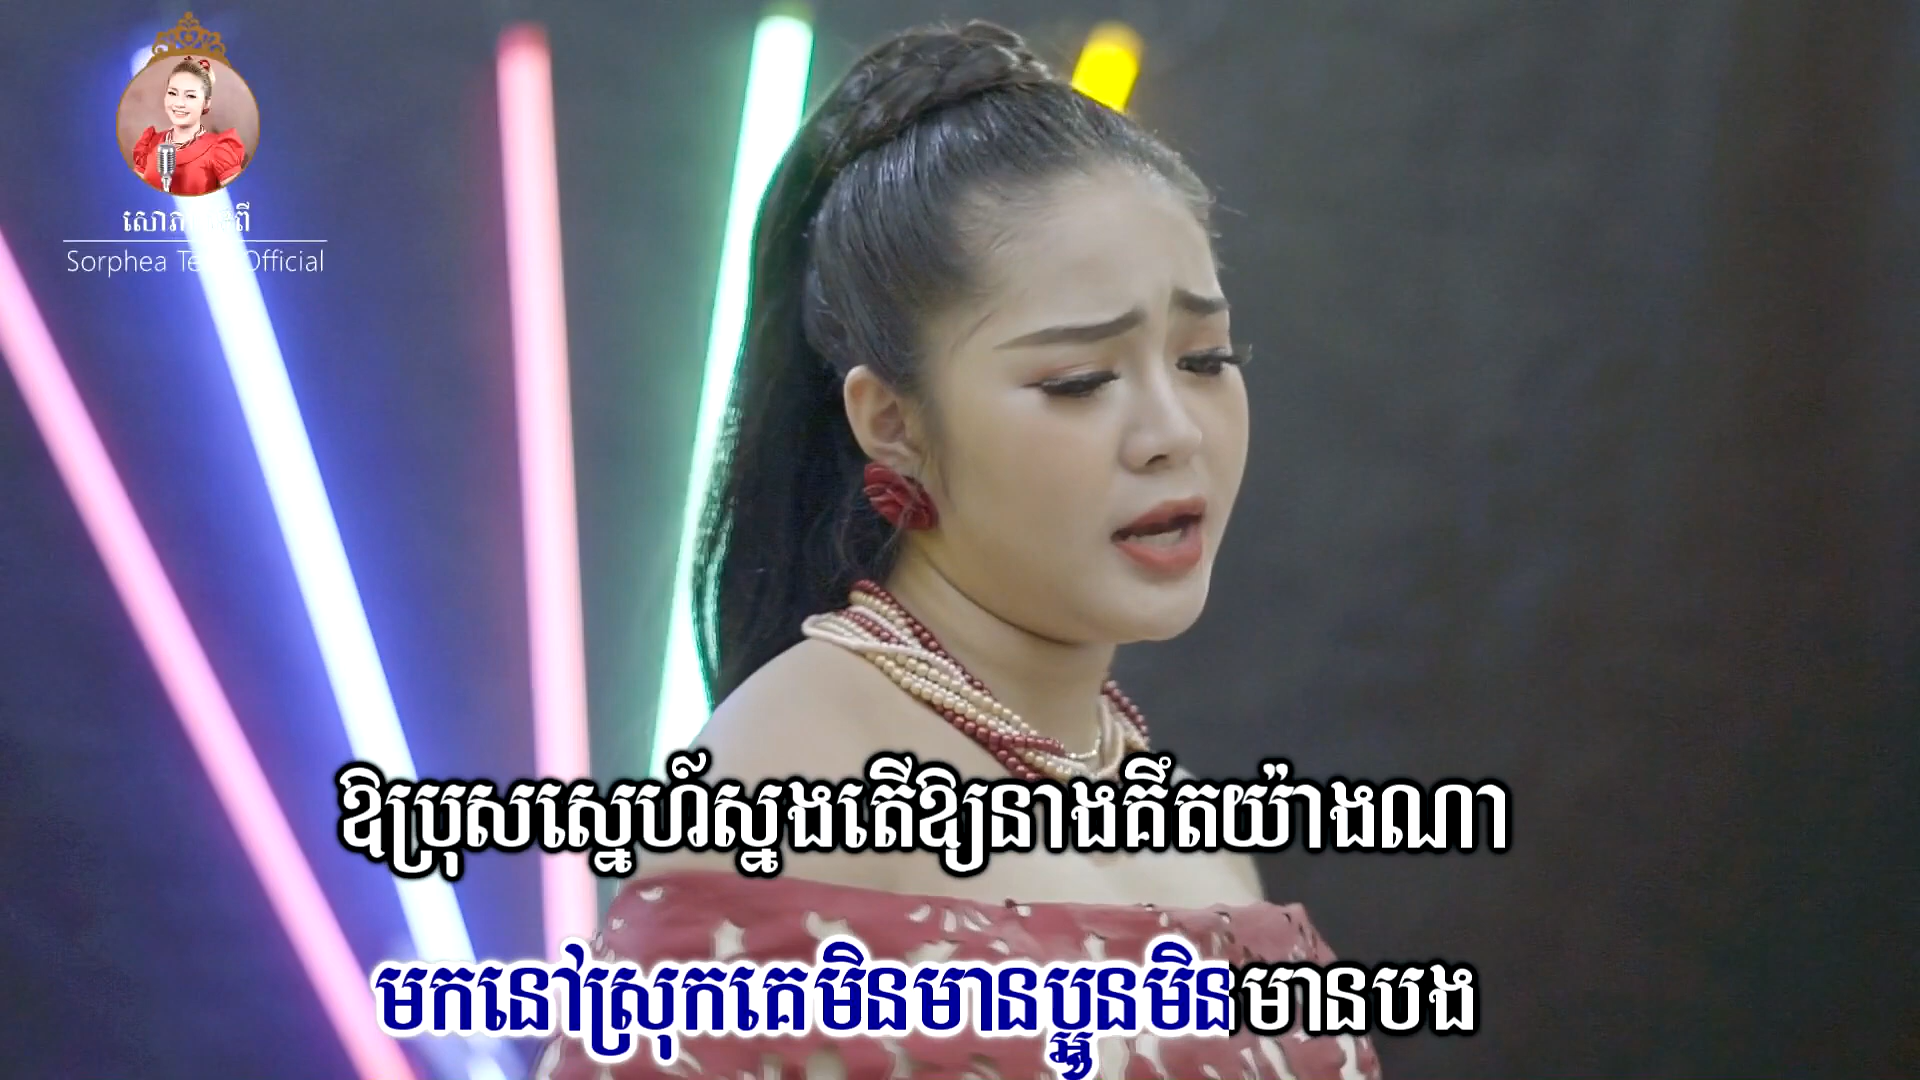 សោភា
Sorphea Official
ឱប្រុសស្នេហ៍ស្នងតើឱ្យនាងគឹតយ៉ាងណា
មកនៅស្រុកគេមិនមានប្អូនមិនមានបង